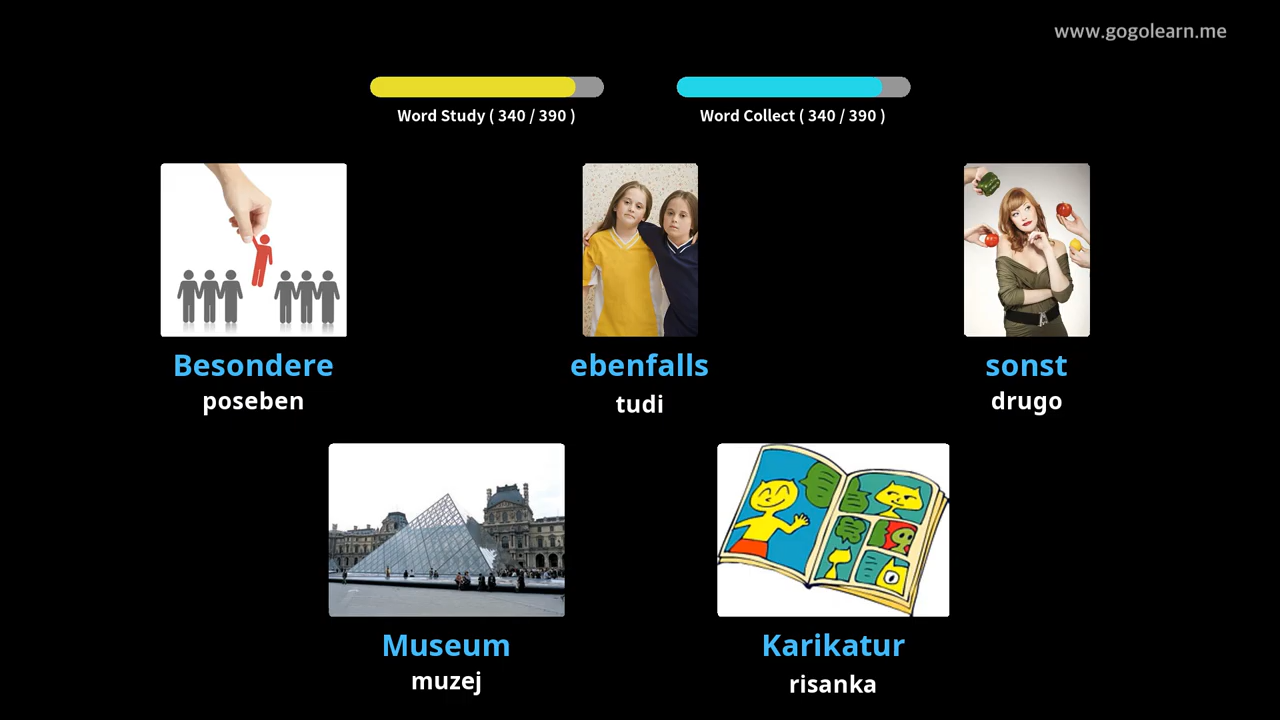 www.gogolearn.me
Word Study ( 340 / 390 )
Word Collect ( 340 / 390 )
Besondere
poseben
ebenfalls
tudi
sonst
drugo
Museum
muzej
Karikatur
risanka